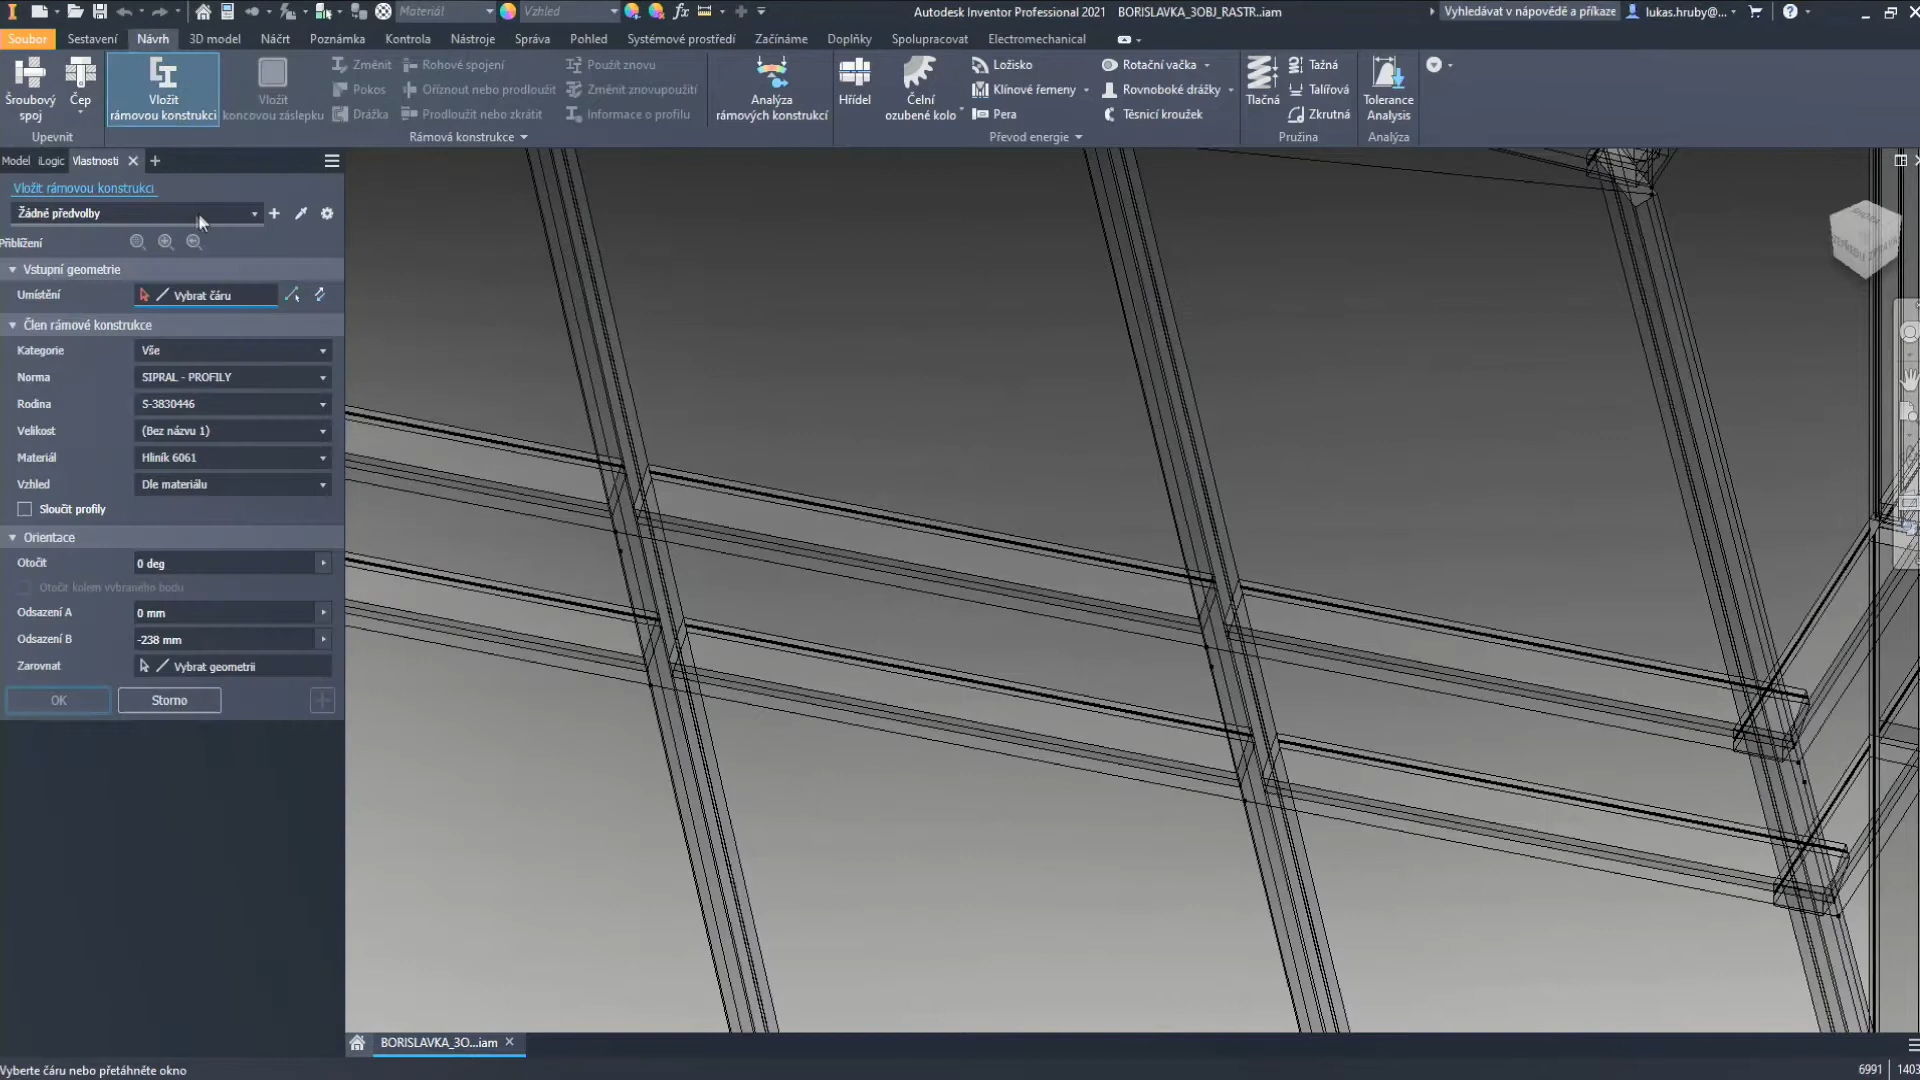 Materiál
Vzhled
Autodesk Inventor Professional 2021
BORISLAVKA_3OBJ_RASTR..iam
Vyhledávat v nápovědě a příkaze
lukas.hruby@...
Soubor
Sestavení
Návrh
3D model
Náčrt
Poznámka
Kontrola
Nástroje
Správa
Pohled
Systémové prostředí
Začínáme
Doplňky
Spolupracovat
Electromechanical
Šroubový spoj
Čep
Upevnit
Vložit rámovou konstrukci
Vložit koncovou záslepku
Změnit
Pokos
Drážka
Rohové spojení
Oříznout nebo prodloužit
Prodloužit nebo zkrátit
Použít znovu
Změnit znovupoužití
Informace o profilu
Rámová konstrukce
Analýza rámových konstrukcí
Hřídel
Čelní ozubené kolo
Ložisko
Klínové řemeny
Pera
Rotační vačka
Rovnoboké drážky
Těsnicí kroužek
Převod energie
Tlačná
Tažná
Talířová
Zkrutná
Pružina
Tolerance Analysis
Analýza
Model
iLogic
Vlastnosti
Vložit rámovou konstrukci
Žádné předvolby
Přiblížení
Vstupní geometrie
Umístění
Vybrat čáru
Člen rámové konstrukce
Kategorie
Vše
Norma
SIPRAL - PROFILY
Rodina
S-3830446
Velikost
(Bez názvu 1)
Materiál
Hliník 6061
Vzhled
Dle materiálu
Sloučit profily
Orientace
Otočit
0 deg
Otočit kolem vybraného bodu
Odsazení A
0 mm
Odsazení B
-238 mm
Zarovnat
Vybrat geometrii
OK
Storno
BORISLAVKA_3O...iam
Vyberte čáru nebo přetáhněte okno
6991
1403